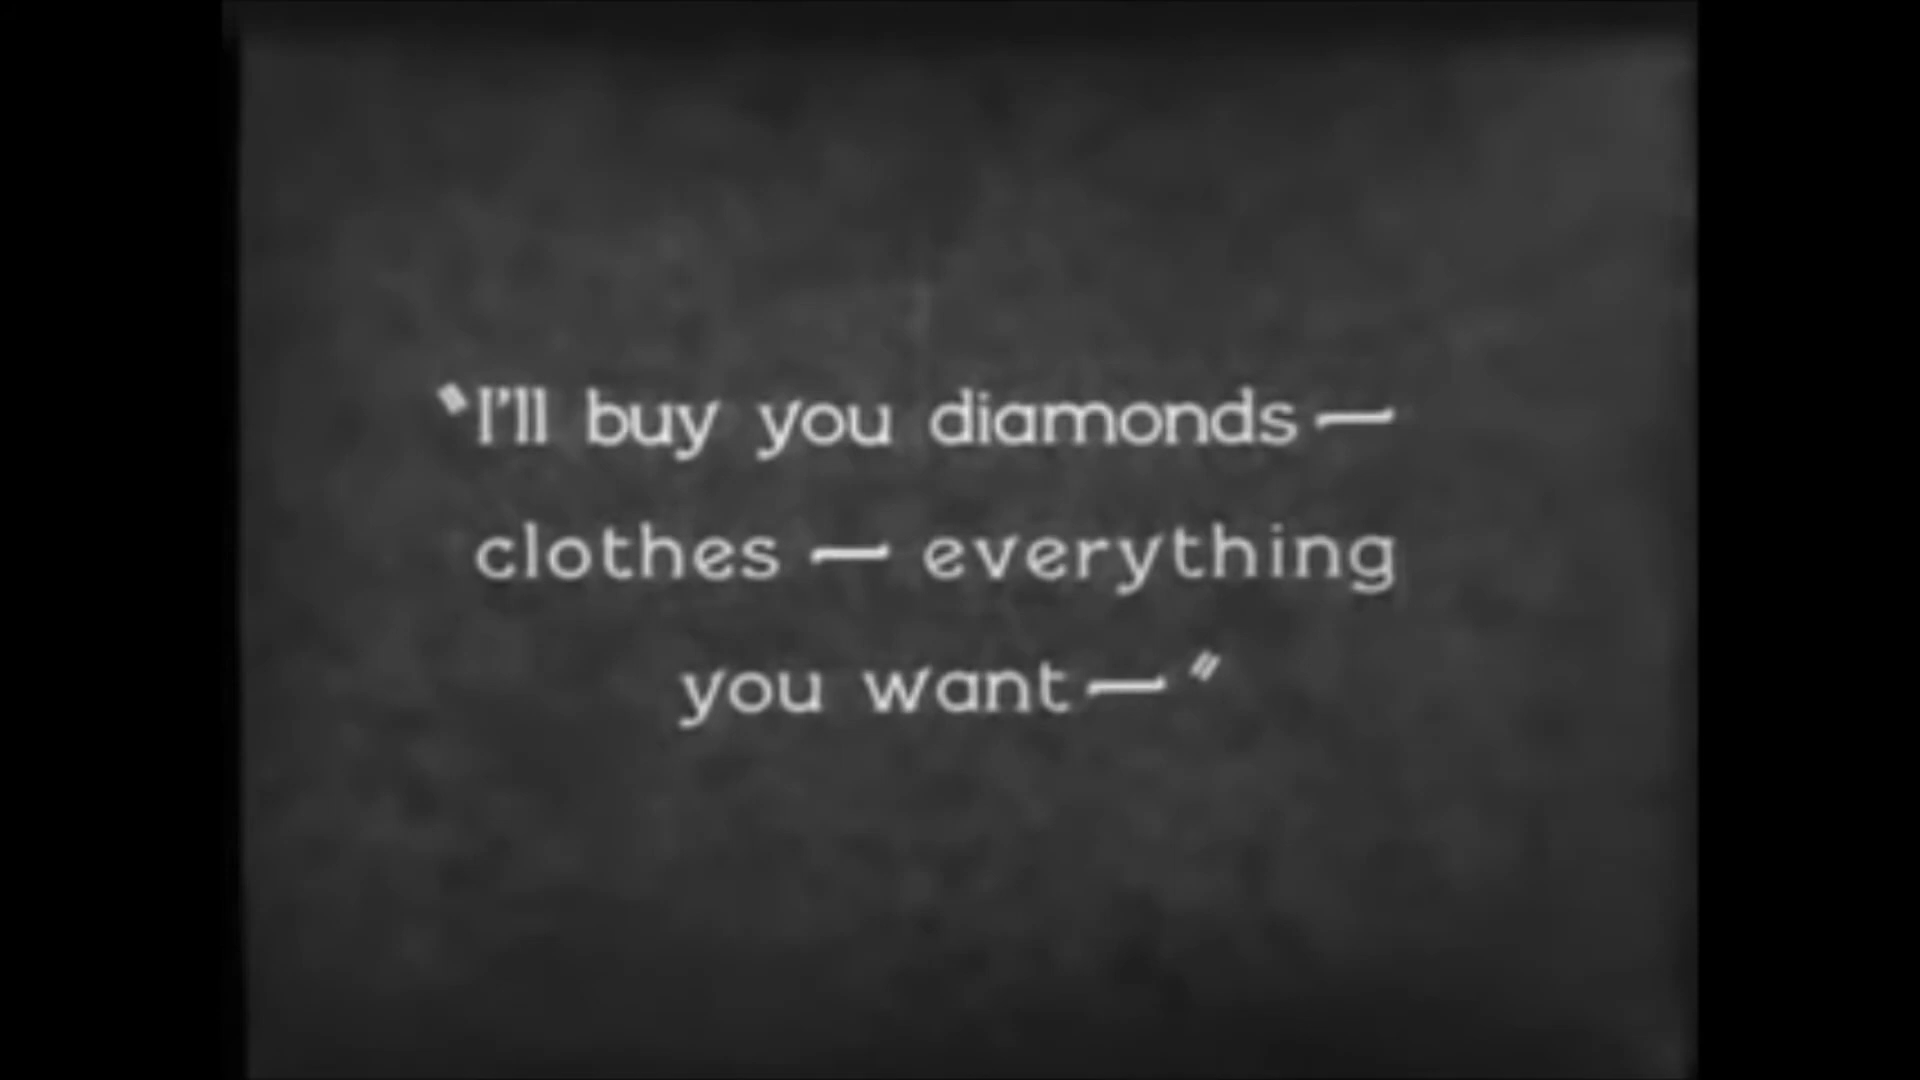 "I'll buy you diamonds—
clothes — everything
you want—"